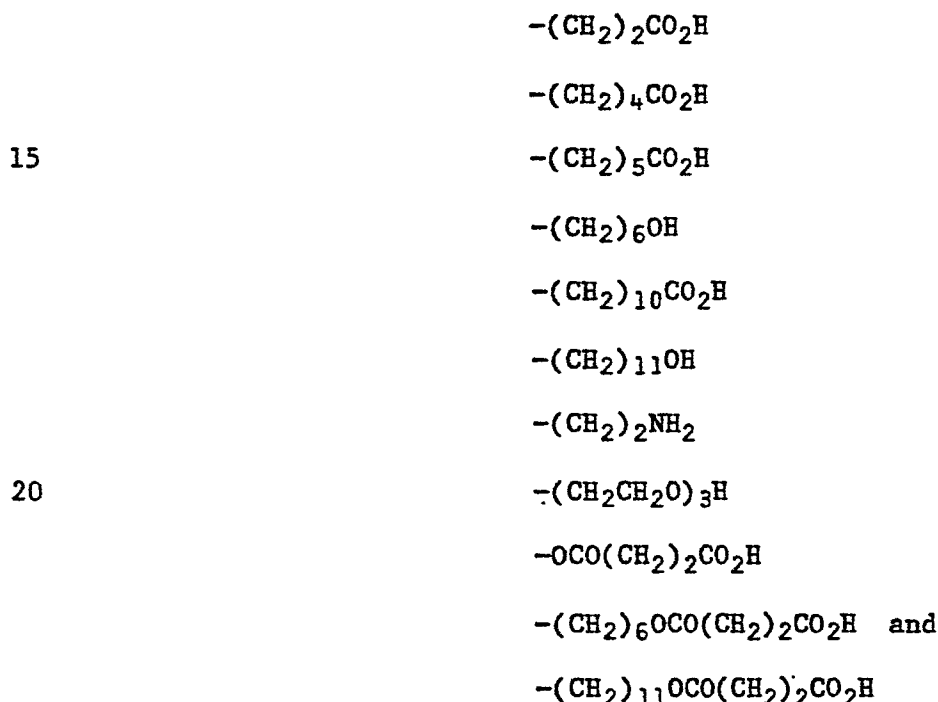 -(CH₂)₂CO₂H
-(CH₂)₄CO₂H
15 -(CH₂)₅CO₂H
-(CH₂)₆OH
-(CH₂)₁₀CO₂H
-(CH₂)₁₁OH
-(CH₂)₂NH₂
20 -(CH₂CH₂O)₃H
-OCO(CH₂)₂CO₂H
-(CH₂)₆OCO(CH₂)₂CO₂H and
-(CH₂)₁₁OCO(CH₂)₂CO₂H